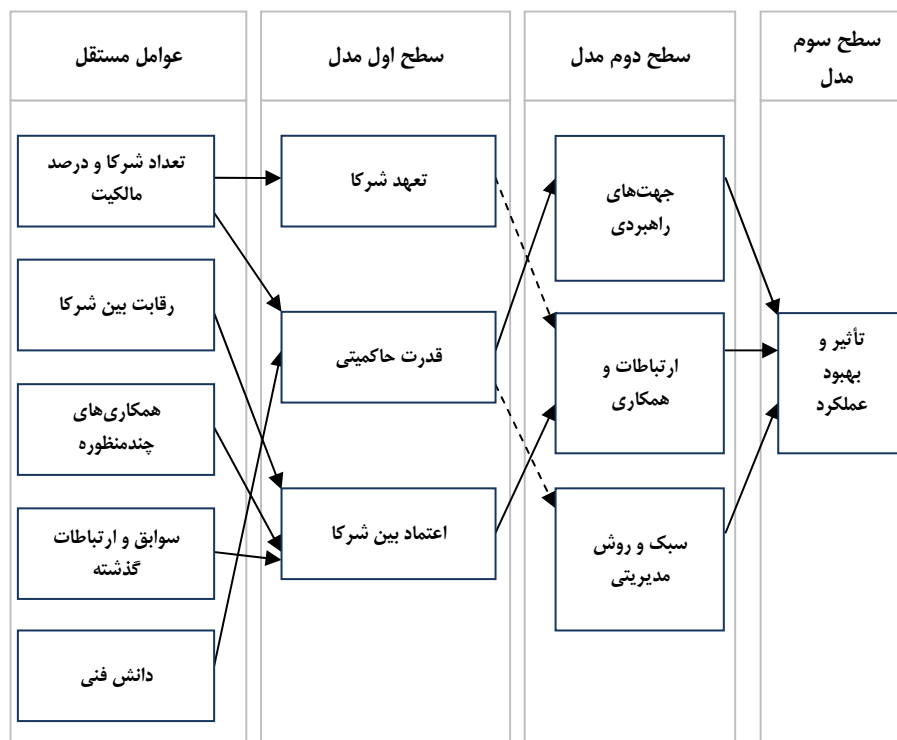 عوامل مستقل
سطح اول مدل
سطح دوم مدل
سطح سوم
مدل
تعداد شرکا و درصد
مالکیت
رقابت بین شرکا
همکاری‌های
چندمنظوره
سوابق و ارتباطات
گذشته
دانش فنی
تعهد شرکا
قدرت حاکمیتی
اعتماد بین شرکا
جهت‌های
راهبردی
ارتباطات و
همکاری
سبک و روش
مدیریتی
تأثیر و
بهبود
عملکرد